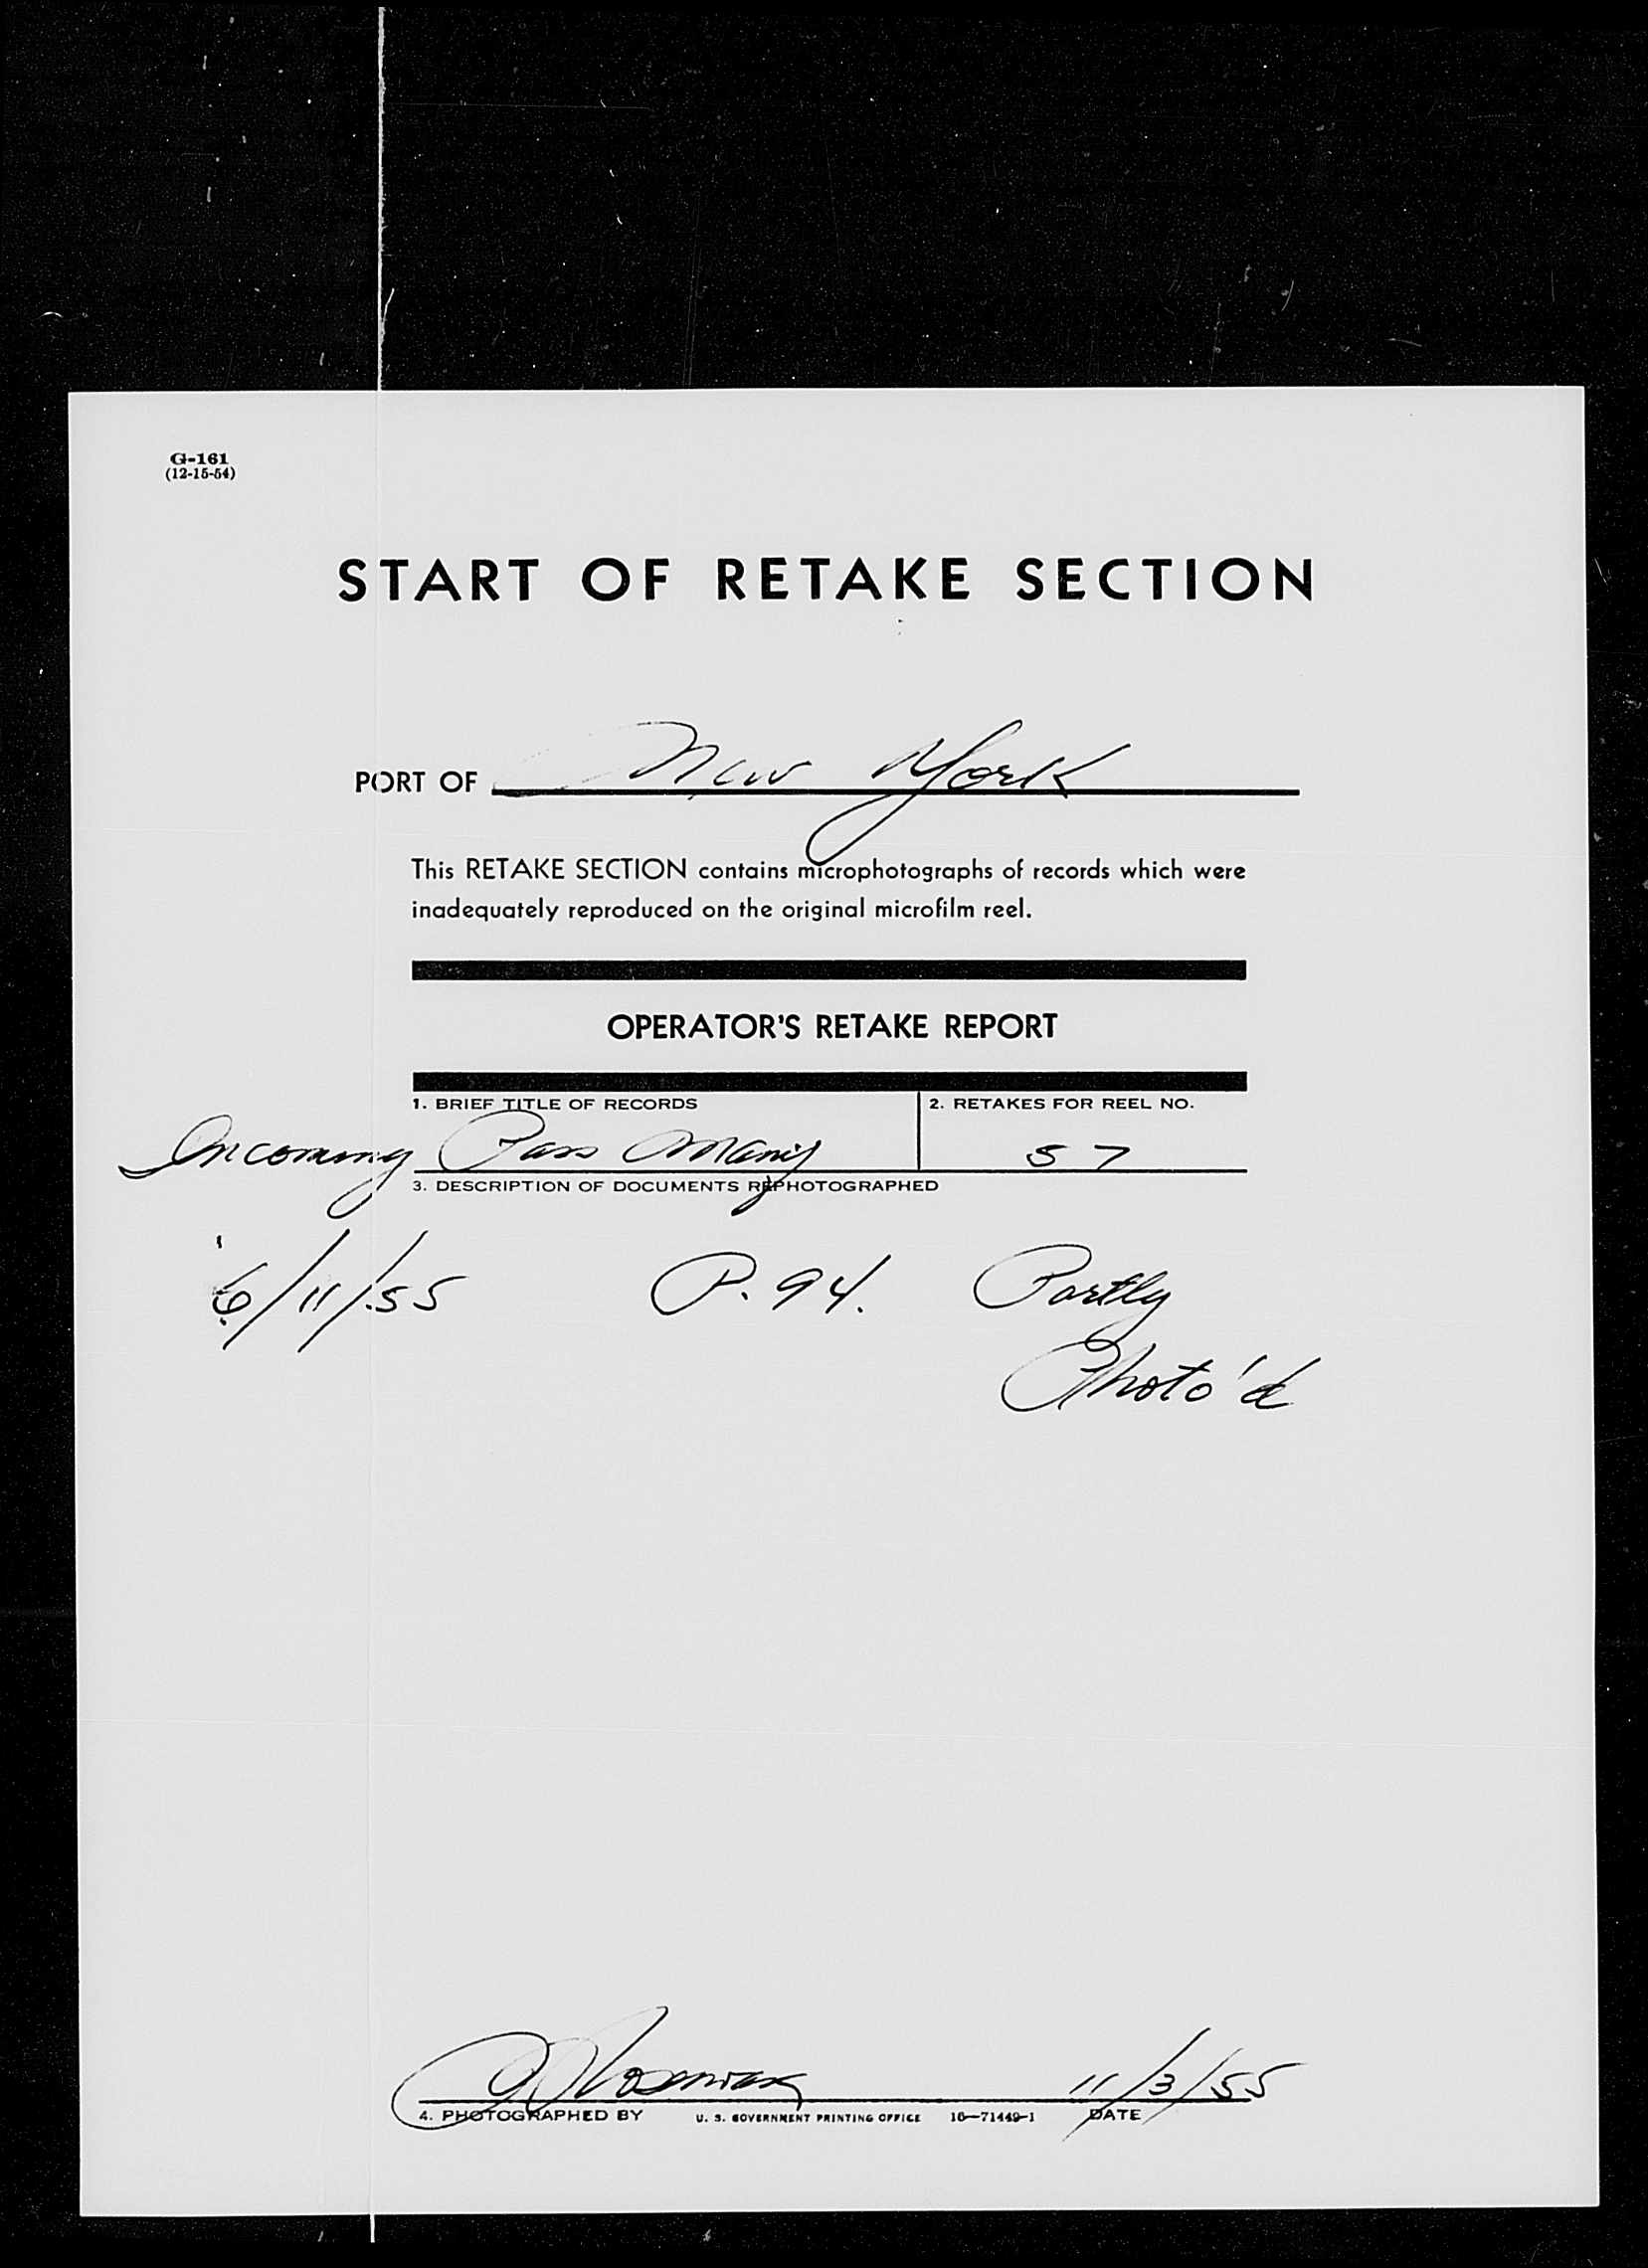 G-161
(12-15-54)
START OF RETAKE SECTION
PORT OF New York
This RETAKE SECTION contains microphotographs of records which were
inadequately reproduced on the original microfilm reel.
OPERATOR'S RETAKE REPORT
1. BRIEF TITLE OF RECORDS 2. RETAKES FOR REEL NO.
Incoming Pass Manif 57
3. DESCRIPTION OF DOCUMENTS REPHOTOGRAPHED
6/11/55 P. 94. Partly
Photo'd
11/3/55
4. PHOTOGRAPHED BY U. S. GOVERNMENT PRINTING OFFICE 16—71449-1 DATE